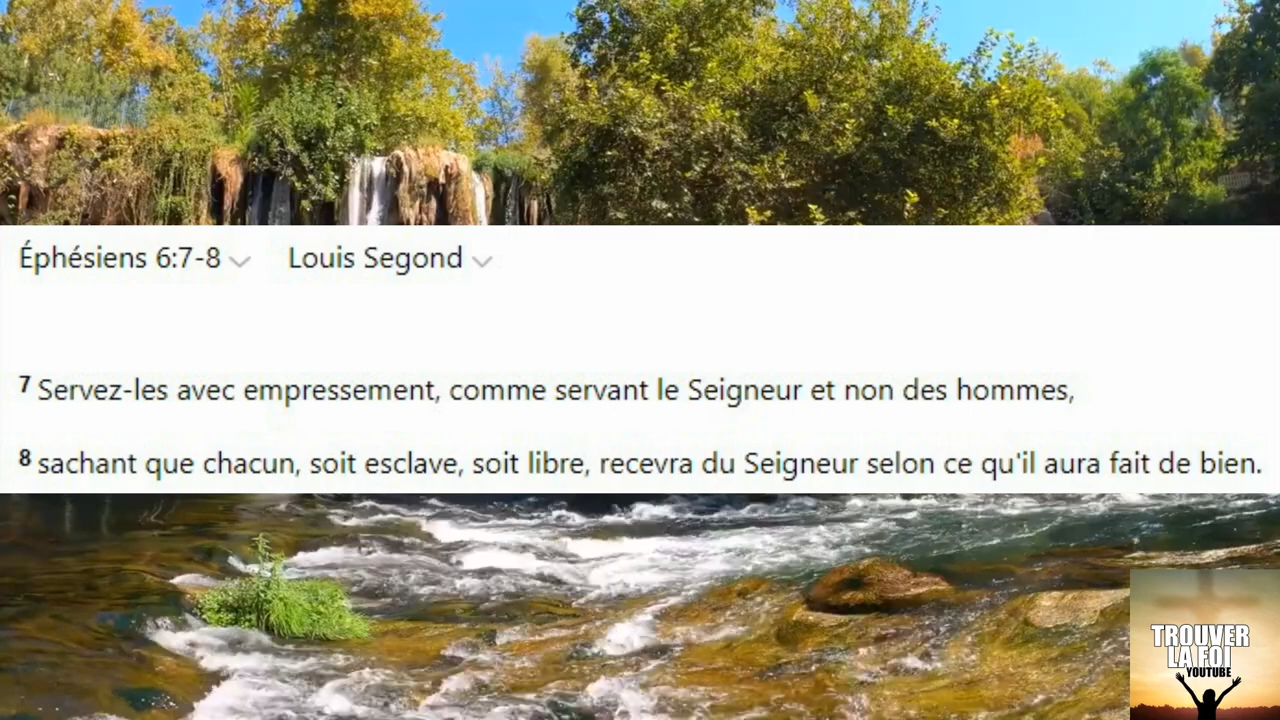 Éphésiens 6:7-8 Louis Segond
7 Servez-les avec empressement, comme servant le Seigneur et non des hommes,
8 sachant que chacun, soit esclave, soit libre, recevra du Seigneur selon ce qu'il aura fait de bien.
TROUVER
LA FOI
YOUTUBE